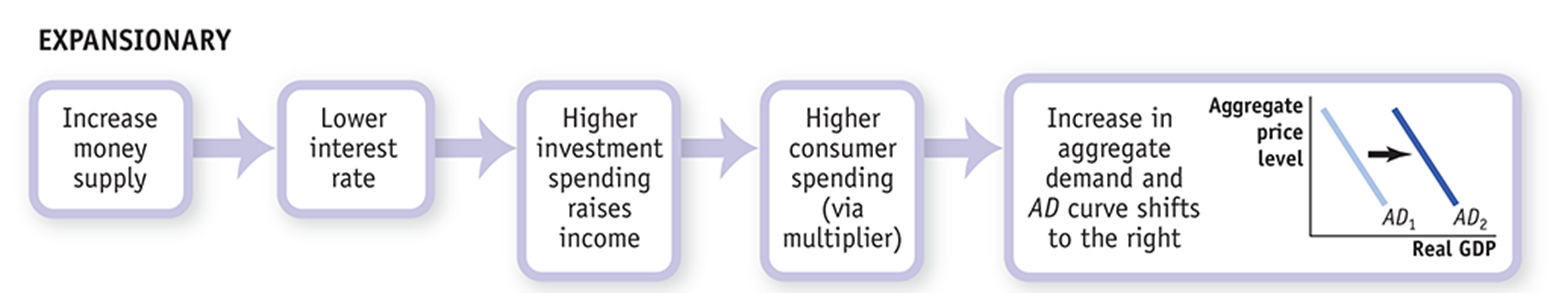 EXPANSIONARY
Increase
money
supply
Lower
interest
rate
Higher
investment
spending
raises
income
Higher
consumer
spending
(via
multiplier)
Increase in
aggregate
demand and
AD curve shifts
to the right
Aggregate
price
level
AD₁
AD₂
Real GDP